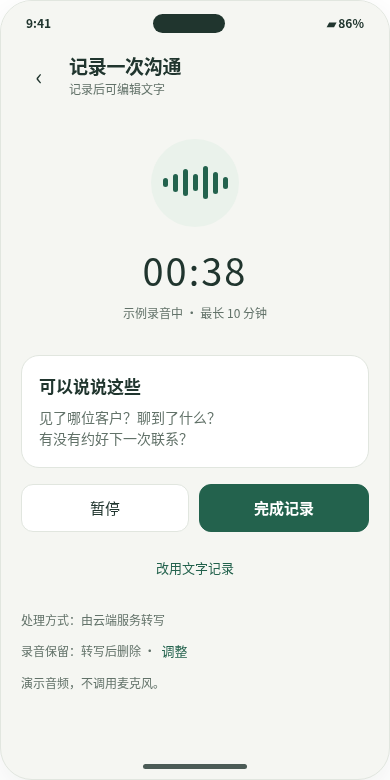 9:41
86%
记录一次沟通
记录后可编辑文字
00:38
示例录音中 · 最长 10 分钟
可以说说这些
见了哪位客户？聊到了什么？
有没有约好下一次联系？
暂停
完成记录
改用文字记录
处理方式：由云端服务转写
录音保留：转写后删除 · 调整
演示音频，不调用麦克风。